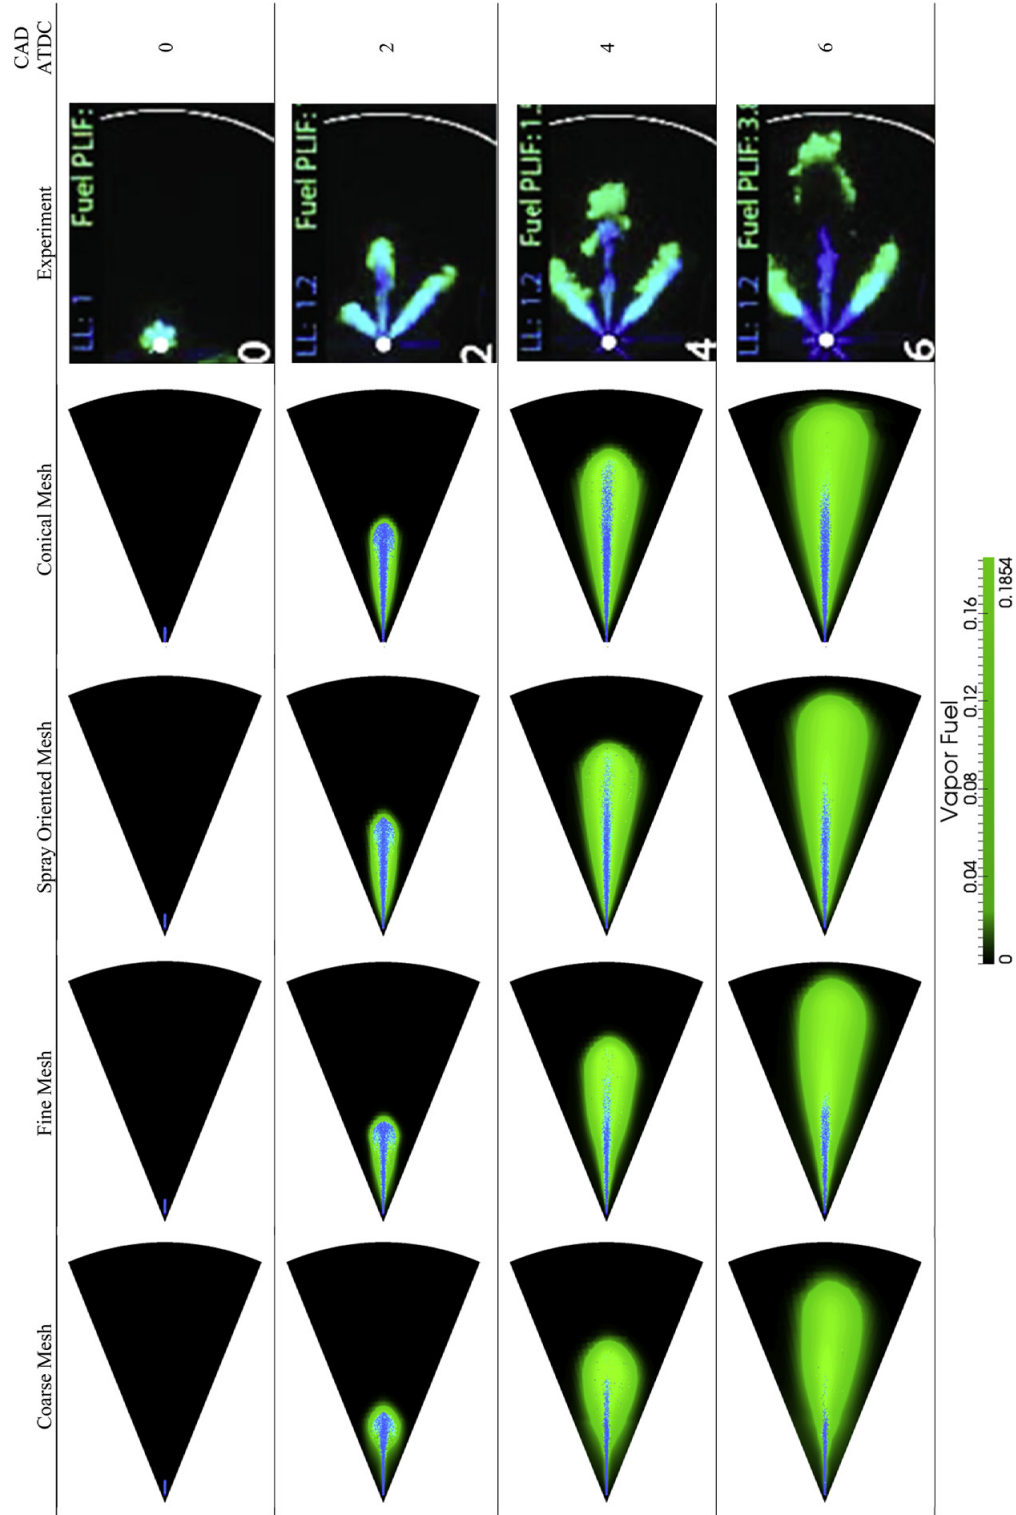 Coarse Mesh
Fine Mesh
Spray Oriented Mesh
Conical Mesh
Experiment
CAD
ATDC
LL: 1 Fuel PLIF:
0
0
LL: 1.2 Fuel PLIF:
2
2
LL: 1.2 Fuel PLIF: 1.
4
4
LL: 1.2 Fuel PLIF: 3.
6
6
Vapor Fuel
0.04 0.08 0.12 0.16
0 0.1854